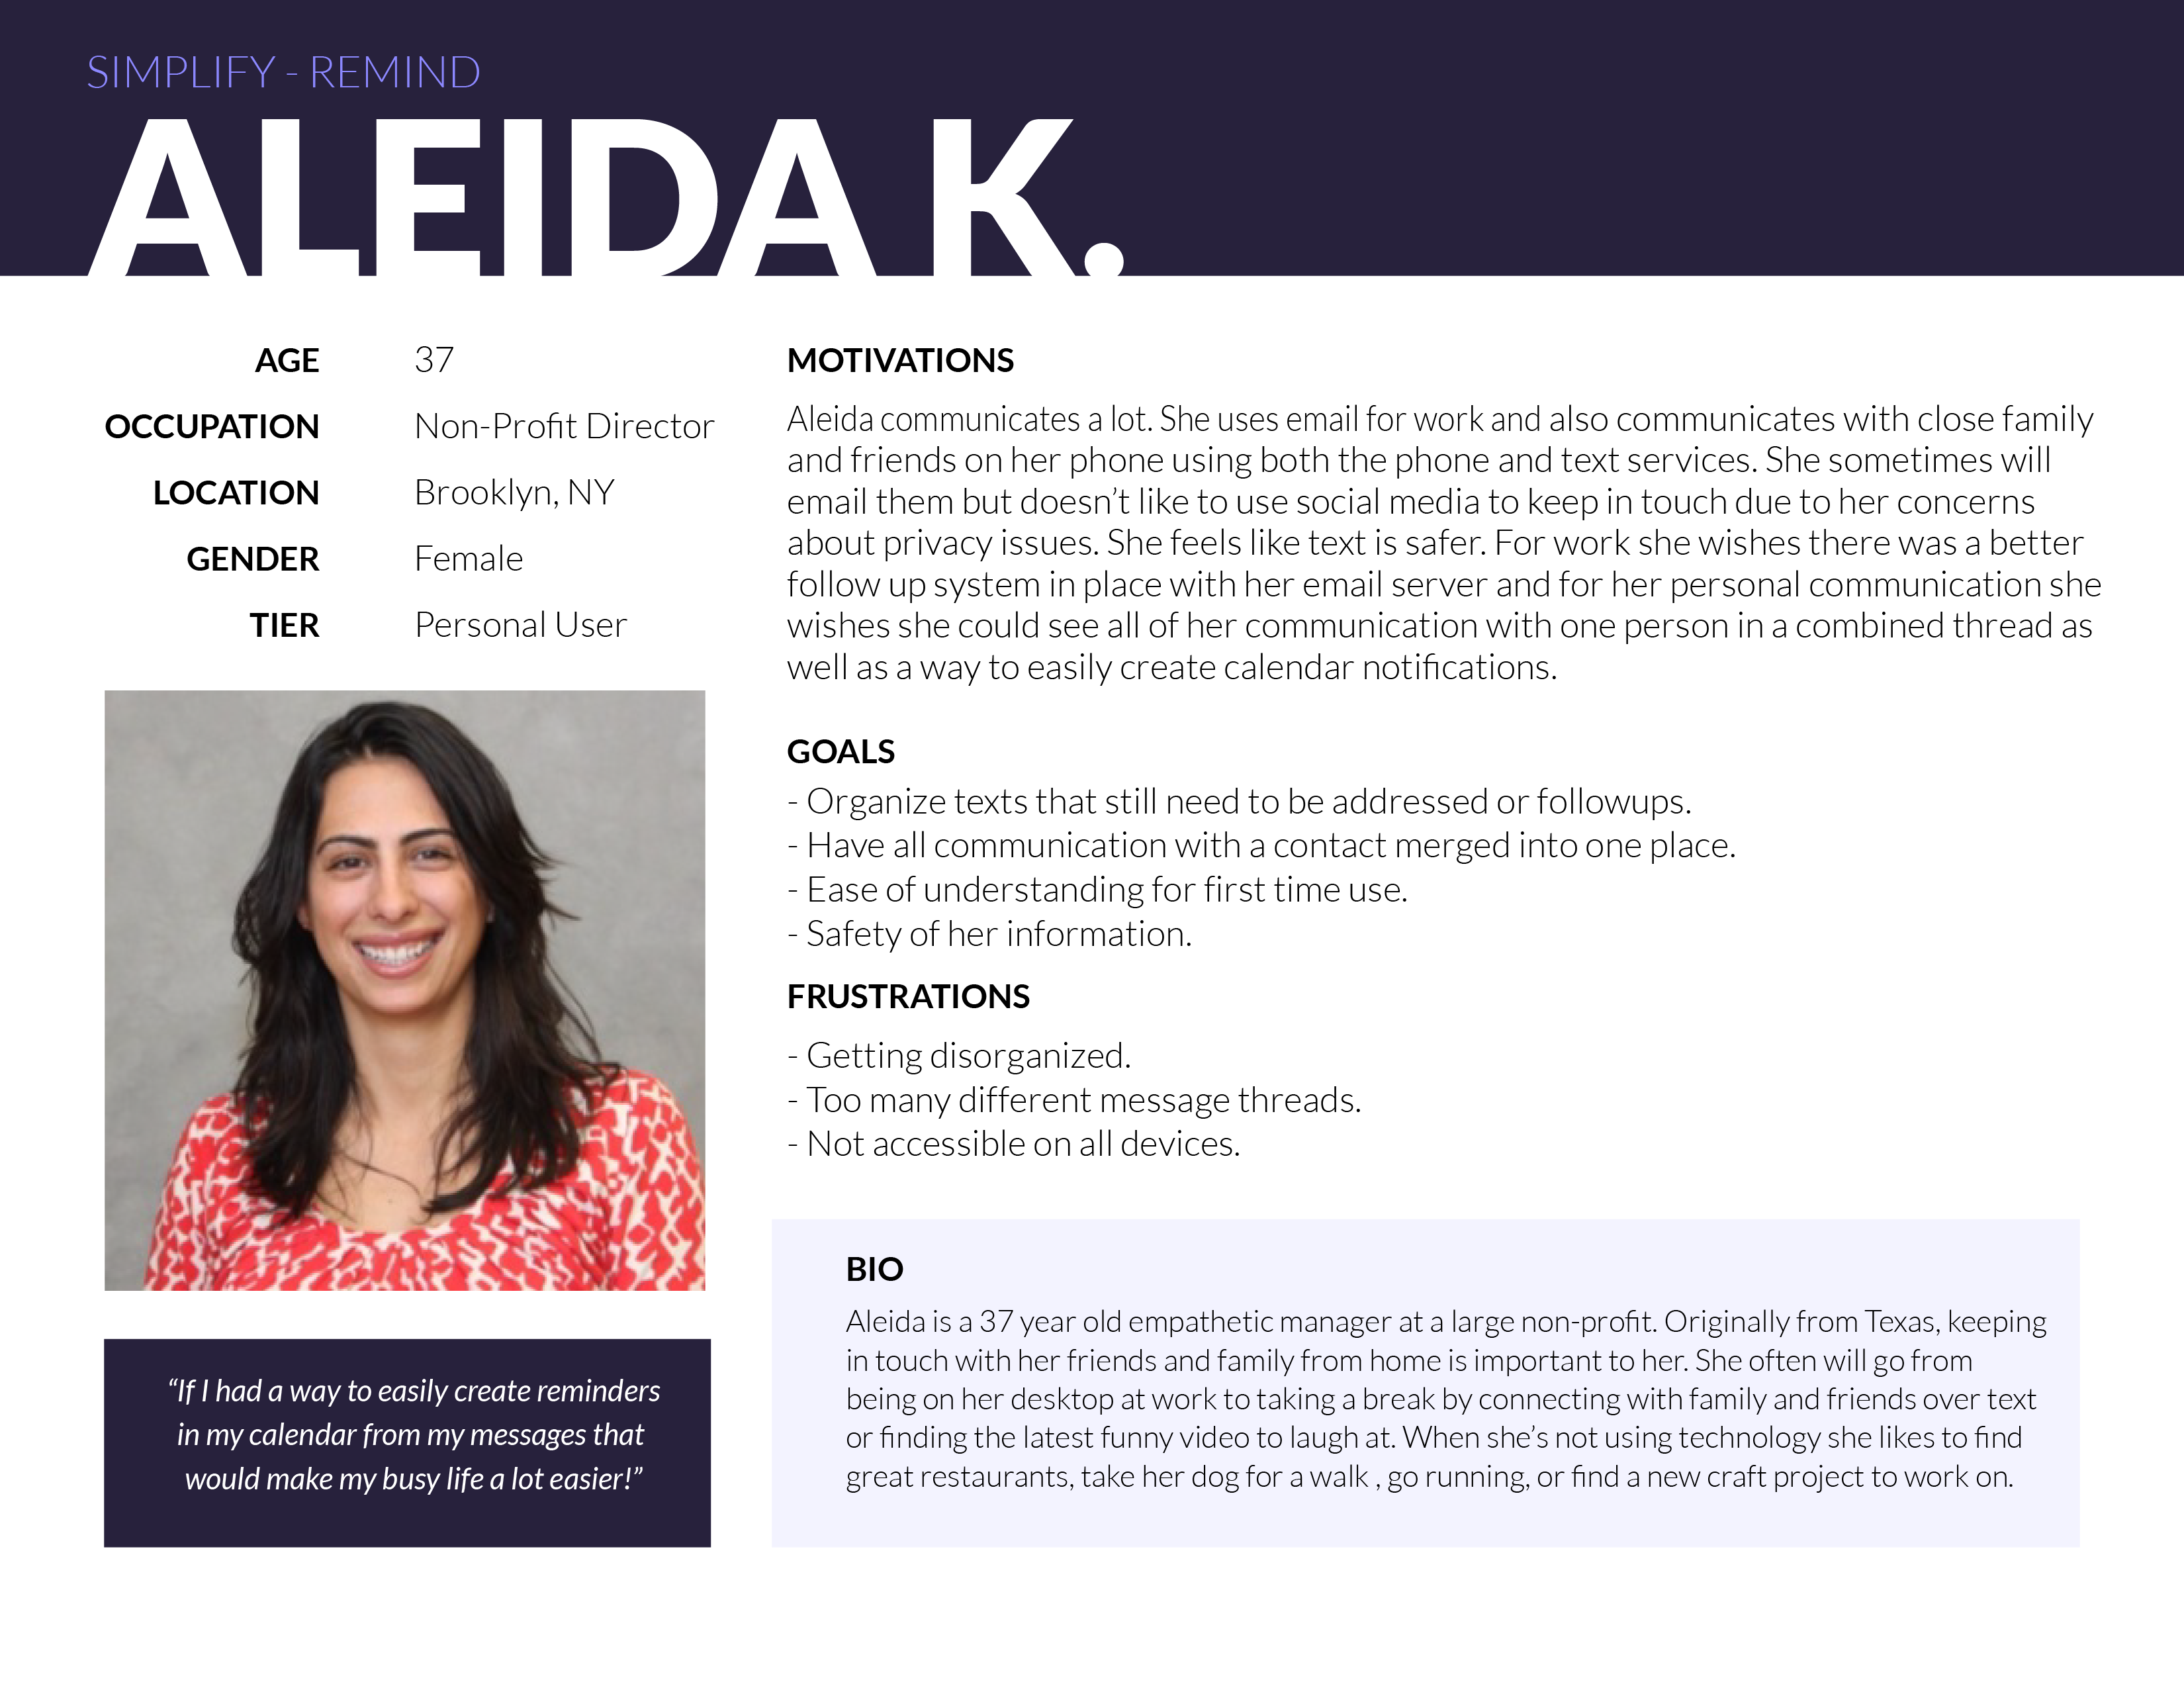 SIMPLIFY - REMIND
ALEIDA K.
AGE 37
OCCUPATION Non-Profit Director
LOCATION Brooklyn, NY
GENDER Female
TIER Personal User
“If I had a way to easily create reminders
in my calendar from my messages that
would make my busy life a lot easier!”
MOTIVATIONS
Aleida communicates a lot. She uses email for work and also communicates with close family
and friends on her phone using both the phone and text services. She sometimes will
email them but doesn’t like to use social media to keep in touch due to her concerns
about privacy issues. She feels like text is safer. For work she wishes there was a better
follow up system in place with her email server and for her personal communication she
wishes she could see all of her communication with one person in a combined thread as
well as a way to easily create calendar notifications.
GOALS
- Organize texts that still need to be addressed or followups.
- Have all communication with a contact merged into one place.
- Ease of understanding for first time use.
- Safety of her information.
FRUSTRATIONS
- Getting disorganized.
- Too many different message threads.
- Not accessible on all devices.
BIO
Aleida is a 37 year old empathetic manager at a large non-profit. Originally from Texas, keeping
in touch with her friends and family from home is important to her. She often will go from
being on her desktop at work to taking a break by connecting with family and friends over text
or finding the latest funny video to laugh at. When she’s not using technology she likes to find
great restaurants, take her dog for a walk , go running, or find a new craft project to work on.